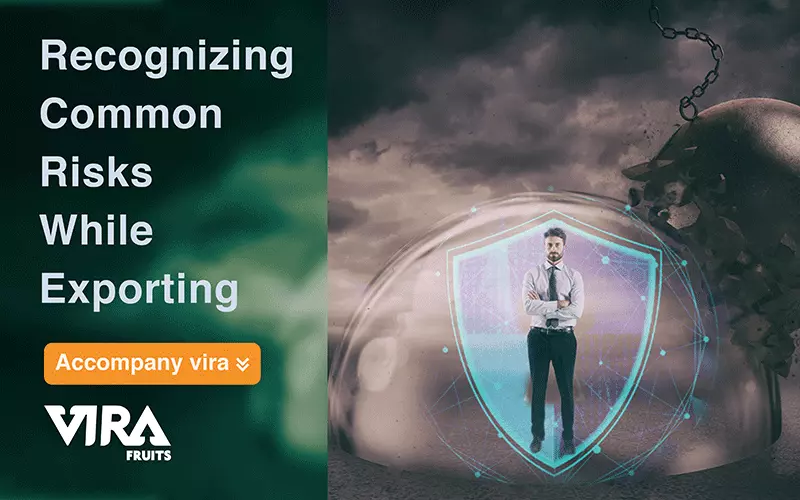 Recognizing
Common
Risks
While
Exporting
Accompany vira
VIRA
FRUITS